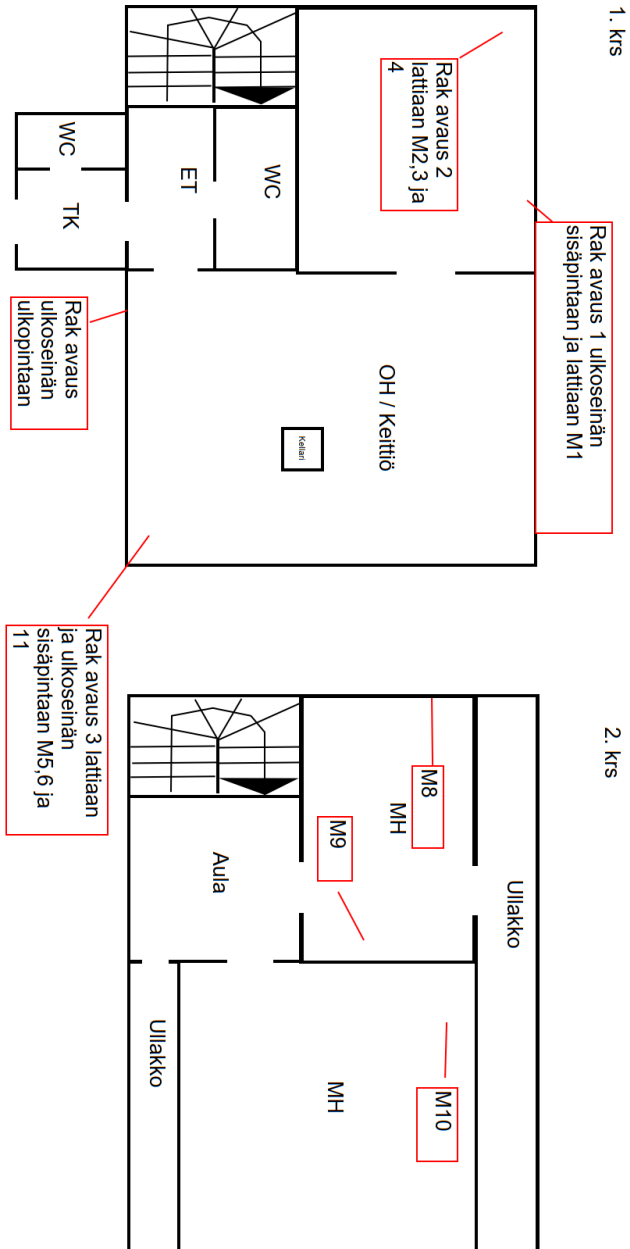 1. krs
Rak avaus 1 ulkoseinän
sisäpintaan ja lattiaan M1
Rak avaus 2
lattiaan M2,3 ja
4
WC
OH / Keittiö
Kellari
ET
WC
TK
Rak avaus
ulkoseinän
ulkopintaan
Rak avaus 3 lattiaan
ja ulkoseinän
sisäpintaan M5,6 ja
11
2. krs
Ullakko
M8
MH
M9
M10
MH
Aula
Ullakko